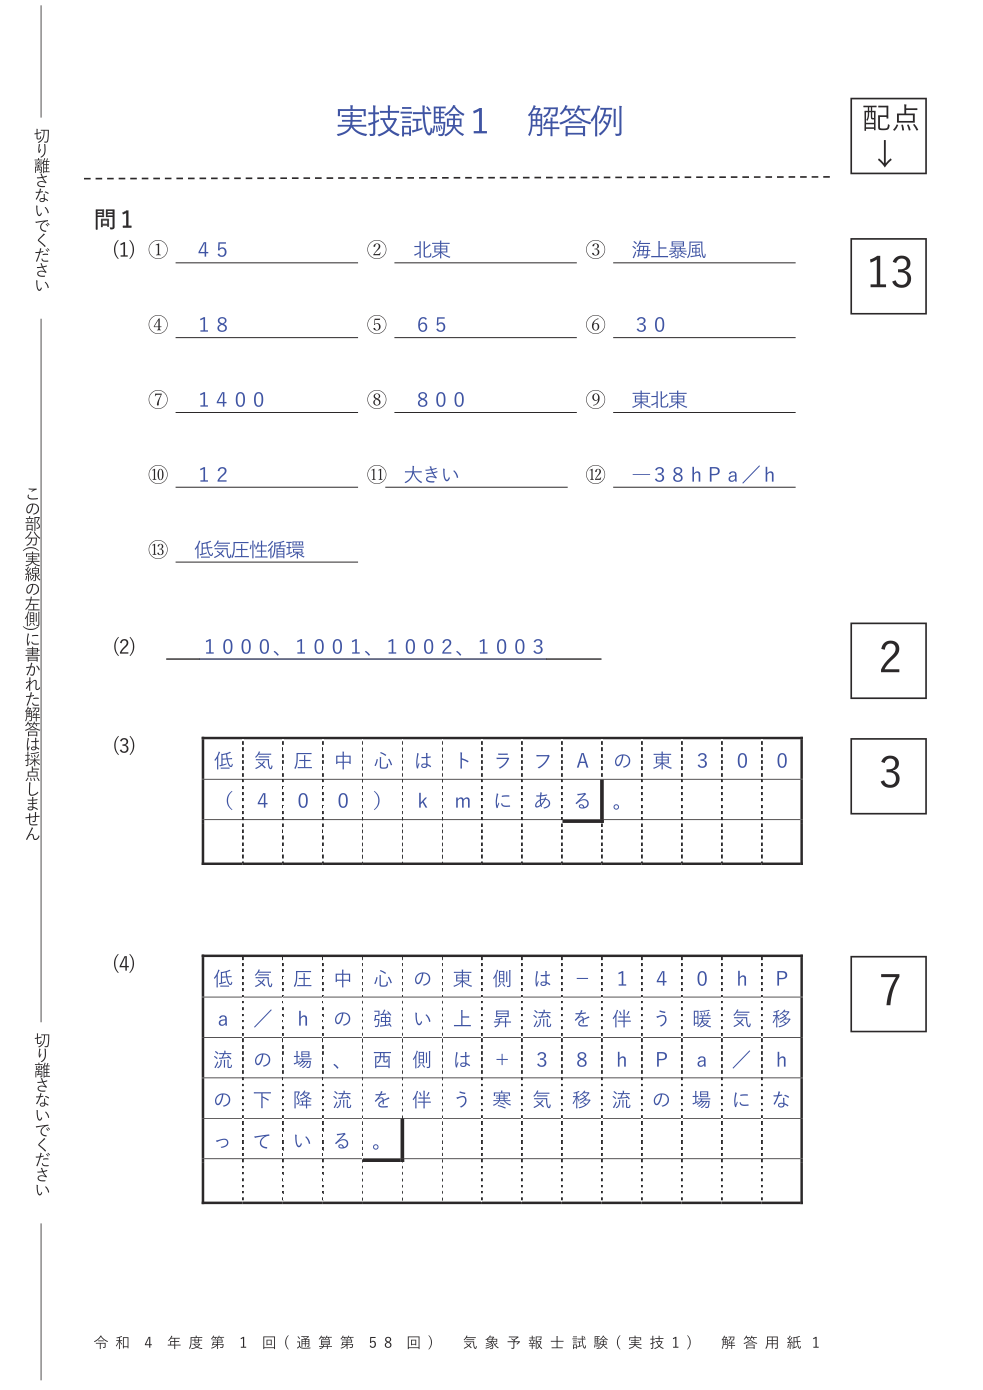 実技試験1　解答例
配点
↓
問1
(1) ① 45 ② 北東 ③ 海上暴風
13
④ 18 ⑤ 65 ⑥ 30
⑦ 1400 ⑧ 800 ⑨ 東北東
⑩ 12 ⑪ 大きい ⑫ －38hPa／h
⑬ 低気圧性循環
(2) 1000、1001、1002、1003
2
(3)
低気圧中心はトラフAの東300
(400)kmにある。
3
(4)
低気圧中心の東側は－140hP
a／hの強い上昇流を伴う暖気移
流の場、西側は＋38hPa／h
の下降流を伴う寒気移流の場にな
っている。
7
切り離さないでください
この部分(実線の左側)に書かれた解答は採点しません
切り離さないでください
令和4年度第1回(通算第58回)　気象予報士試験(実技1)　解答用紙1